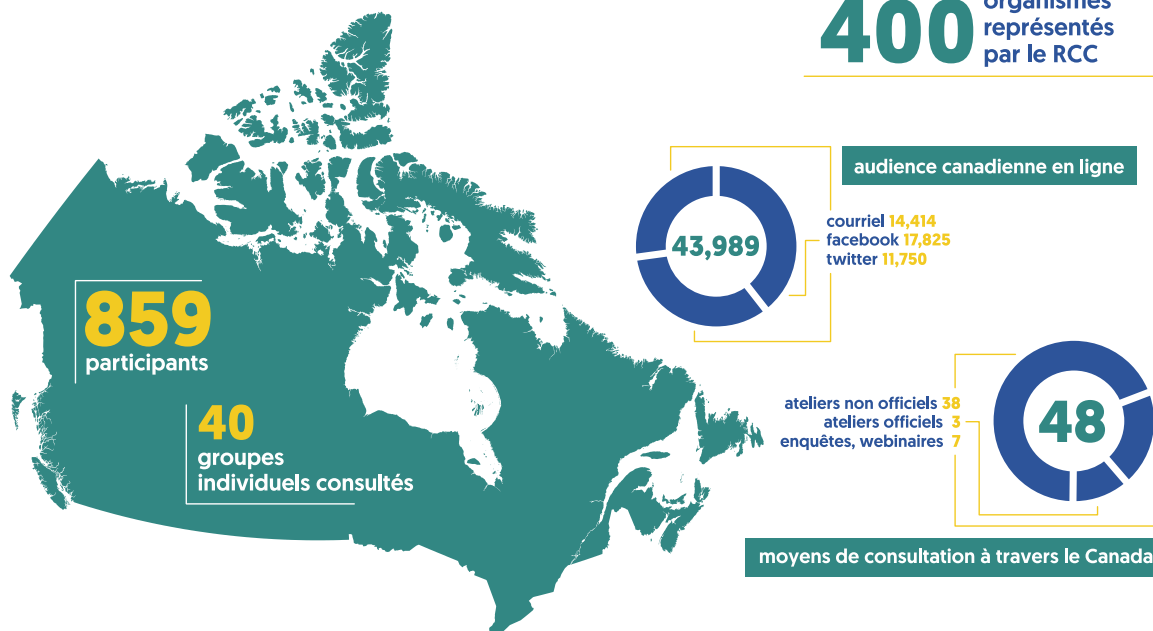 organismes
400 représentés
par le RCC
audience canadienne en ligne
43,989
courriel 14,414
facebook 17,825
twitter 11,750
859
participants
40
groupes
individuels consultés
ateliers non officiels 38
ateliers officiels 3
enquêtes, webinaires 7
48
moyens de consultation à travers le Canada